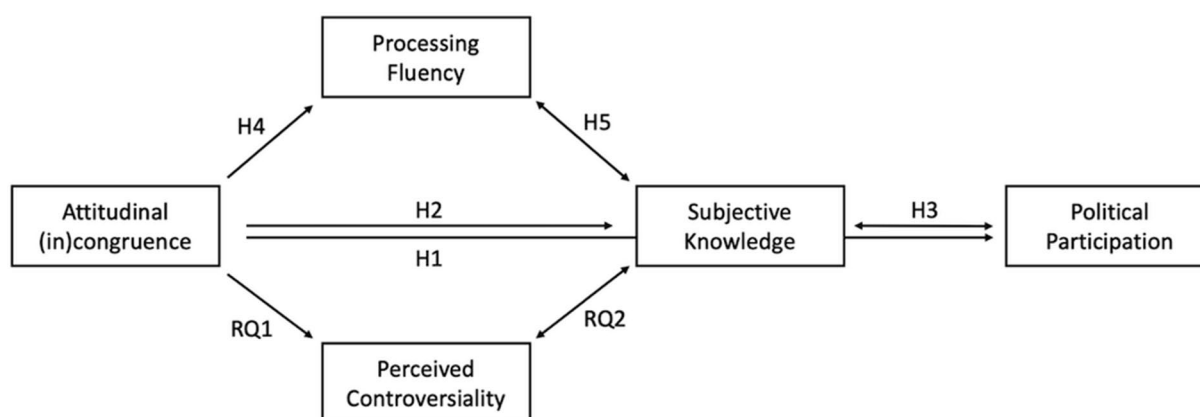 Processing
Fluency
H4
H5
Attitudinal
(in)congruence
H2
H1
Subjective
Knowledge
H3
Political
Participation
RQ1
RQ2
Perceived
Controversiality